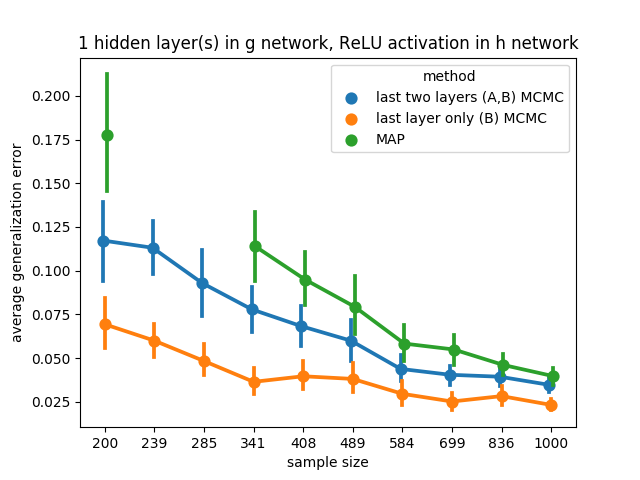 1 hidden layer(s) in g network, ReLU activation in h network
method
last two layers (A,B) MCMC
last layer only (B) MCMC
MAP
average generalization error
0.200
0.175
0.150
0.125
0.100
0.075
0.050
0.025
200 239 285 341 408 489 584 699 836 1000
sample size